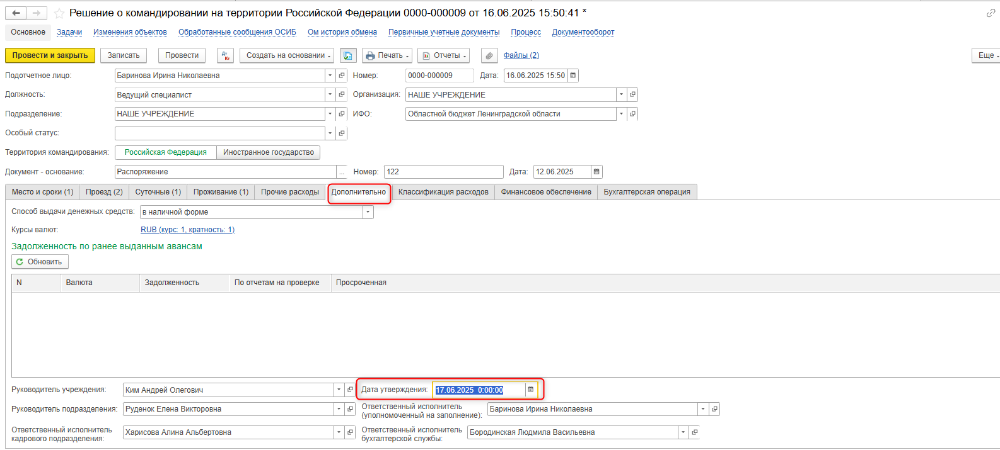 Решение о командировании на территории Российской Федерации 0000-000009 от 16.06.2025 15:50:41 *
Основное Задачи Изменения объектов Обработанные сообщения ОСИБ Ом история обмена Первичные учетные документы Процесс Документооборот
Провести и закрыть Записать Провести Дт Кт Создать на основании Печать Отчеты Файлы (2) Еще
Подотчетное лицо: Баринова Ирина Николаевна Номер: 0000-000009 Дата: 16.06.2025 15:50
Должность: Ведущий специалист Организация: НАШЕ УЧРЕЖДЕНИЕ
Подразделение: НАШЕ УЧРЕЖДЕНИЕ ИФО: Областной бюджет Ленинградской области
Особый статус:
Территория командирования: Российская Федерация Иностранное государство
Документ - основание: Распоряжение ... Номер: 122 Дата: 12.06.2025
Место и сроки (1) Проезд (2) Суточные (1) Проживание (1) Прочие расходы Дополнительно Классификация расходов Финансовое обеспечение Бухгалтерская операция
Способ выдачи денежных средств: в наличной форме
Курсы валют: RUB (курс: 1, кратность: 1)
Задолженность по ранее выданным авансам
Обновить
N Валюта Задолженность По отчетам на проверке Просроченная
Руководитель учреждения: Ким Андрей Олегович Дата утверждения: 17.06.2025 0:00:00
Руководитель подразделения: Руденок Елена Викторовна Ответственный исполнитель (уполномоченный на заполнение): Баринова Ирина Николаевна
Ответственный исполнитель кадрового подразделения: Харисова Алина Альбертовна Ответственный исполнитель бухгалтерской службы: Бородинская Людмила Васильевна